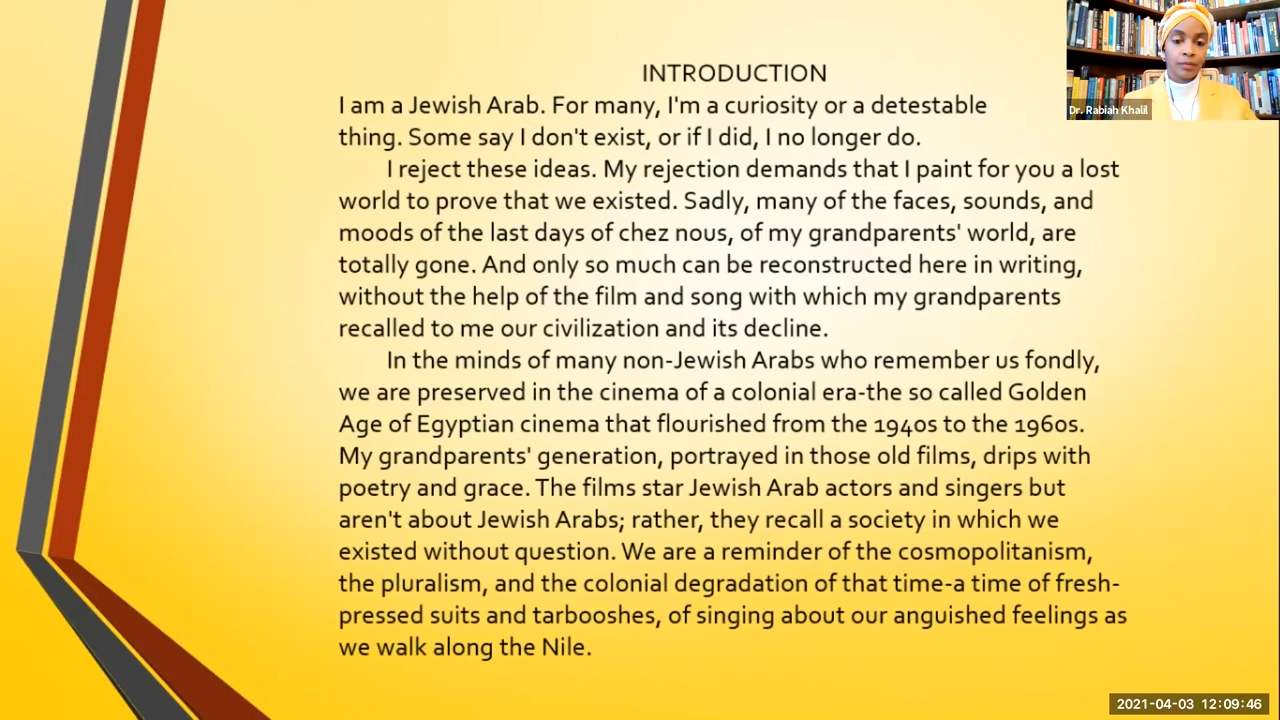 INTRODUCTION
I am a Jewish Arab. For many, I'm a curiosity or a detestable
thing. Some say I don't exist, or if I did, I no longer do.
I reject these ideas. My rejection demands that I paint for you a lost
world to prove that we existed. Sadly, many of the faces, sounds, and
moods of the last days of chez nous, of my grandparents' world, are
totally gone. And only so much can be reconstructed here in writing,
without the help of the film and song with which my grandparents
recalled to me our civilization and its decline.
In the minds of many non-Jewish Arabs who remember us fondly,
we are preserved in the cinema of a colonial era-the so called Golden
Age of Egyptian cinema that flourished from the 1940s to the 1960s.
My grandparents' generation, portrayed in those old films, drips with
poetry and grace. The films star Jewish Arab actors and singers but
aren't about Jewish Arabs; rather, they recall a society in which we
existed without question. We are a reminder of the cosmopolitanism,
the pluralism, and the colonial degradation of that time-a time of fresh-
pressed suits and tarbooshes, of singing about our anguished feelings as
we walk along the Nile.
Dr. Rabiah Khalil
2021-04-03 12:09:46